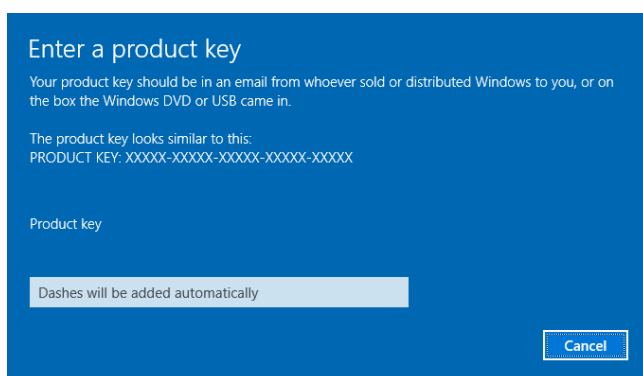 Enter a product key
Your product key should be in an email from whoever sold or distributed Windows to you, or on
the box the Windows DVD or USB came in.
The product key looks similar to this:
PRODUCT KEY: XXXXX-XXXXX-XXXXX-XXXXX-XXXXX
Product key
Dashes will be added automatically
Cancel